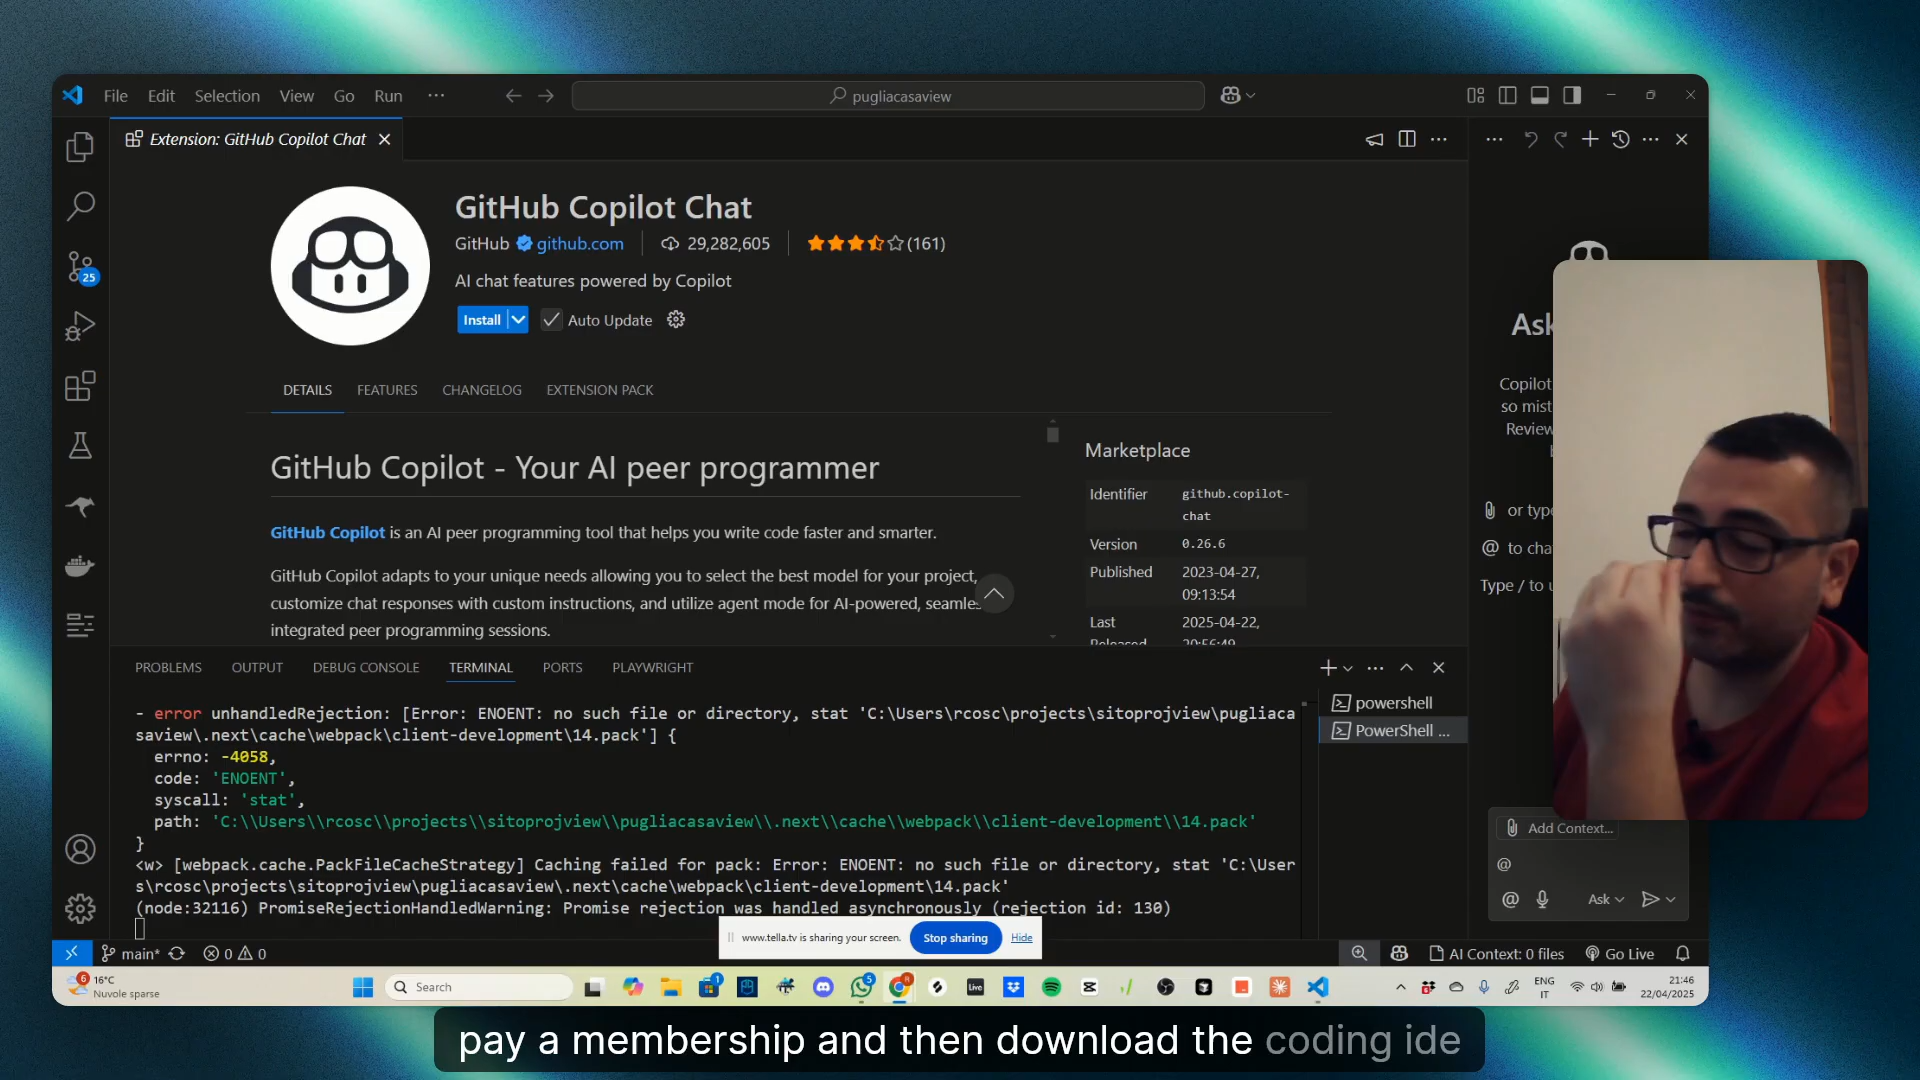 File Edit Selection View Go Run ···
pugliacasaview
Extension: GitHub Copilot Chat
GitHub Copilot Chat
GitHub github.com 29,282,605 (161)
AI chat features powered by Copilot
Install Auto Update
DETAILS FEATURES CHANGELOG EXTENSION PACK
GitHub Copilot - Your AI peer programmer
GitHub Copilot is an AI peer programming tool that helps you write code faster and smarter.
GitHub Copilot adapts to your unique needs allowing you to select the best model for your project,
customize chat responses with custom instructions, and utilize agent mode for AI-powered, seamles
integrated peer programming sessions.
Marketplace
Identifier github.copilot-
chat
Version 0.26.6
Published 2023-04-27,
09:13:54
Last 2025-04-22,
Released 20:56:49
25
Ask
Copilot
so mist
Review
or type
@ to cha
Type / to u
Add Context...
@
@ Ask
PROBLEMS OUTPUT DEBUG CONSOLE TERMINAL PORTS PLAYWRIGHT
powershell
PowerShell ...
- error unhandledRejection: [Error: ENOENT: no such file or directory, stat 'C:\Users\rcosc\projects\sitoprojview\pugliaca
saview\.next\cache\webpack\client-development\14.pack'] {
errno: -4058,
code: 'ENOENT',
syscall: 'stat',
path: 'C:\\Users\\rcosc\\projects\\sitoprojview\\pugliacasaview\\.next\\cache\\webpack\\client-development\\14.pack'
}
<w> [webpack.cache.PackFileCacheStrategy] Caching failed for pack: Error: ENOENT: no such file or directory, stat 'C:\User
s\rcosc\projects\sitoprojview\pugliacasaview\.next\cache\webpack\client-development\14.pack'
(node:32116) PromiseRejectionHandledWarning: Promise rejection was handled asynchronously (rejection id: 130)
www.tella.tv is sharing your screen. Stop sharing Hide
main* 0 0 AI Context: 0 files Go Live
6 16°C
Nuvole sparse
Search
1
5
Live
ENG
IT
21:46
22/04/2025
pay a membership and then download the coding ide